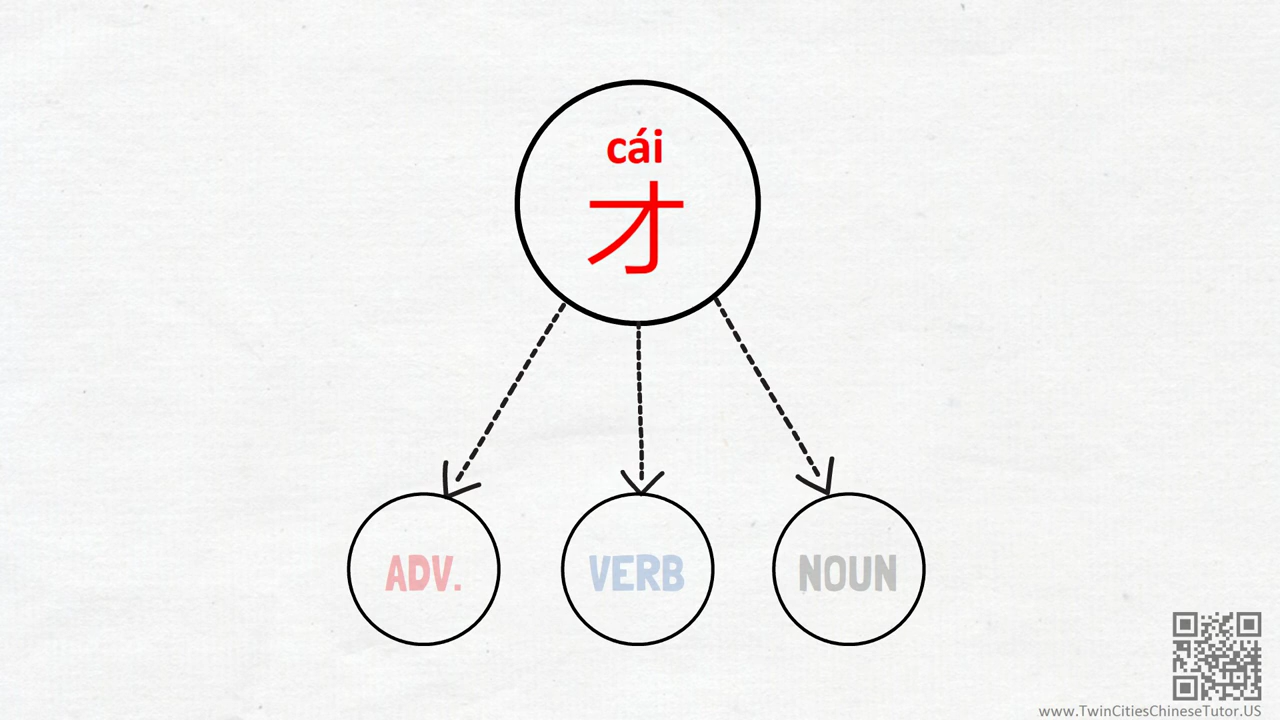 cái
才
ADV.
VERB
NOUN
www.TwinCitiesChineseTutor.US